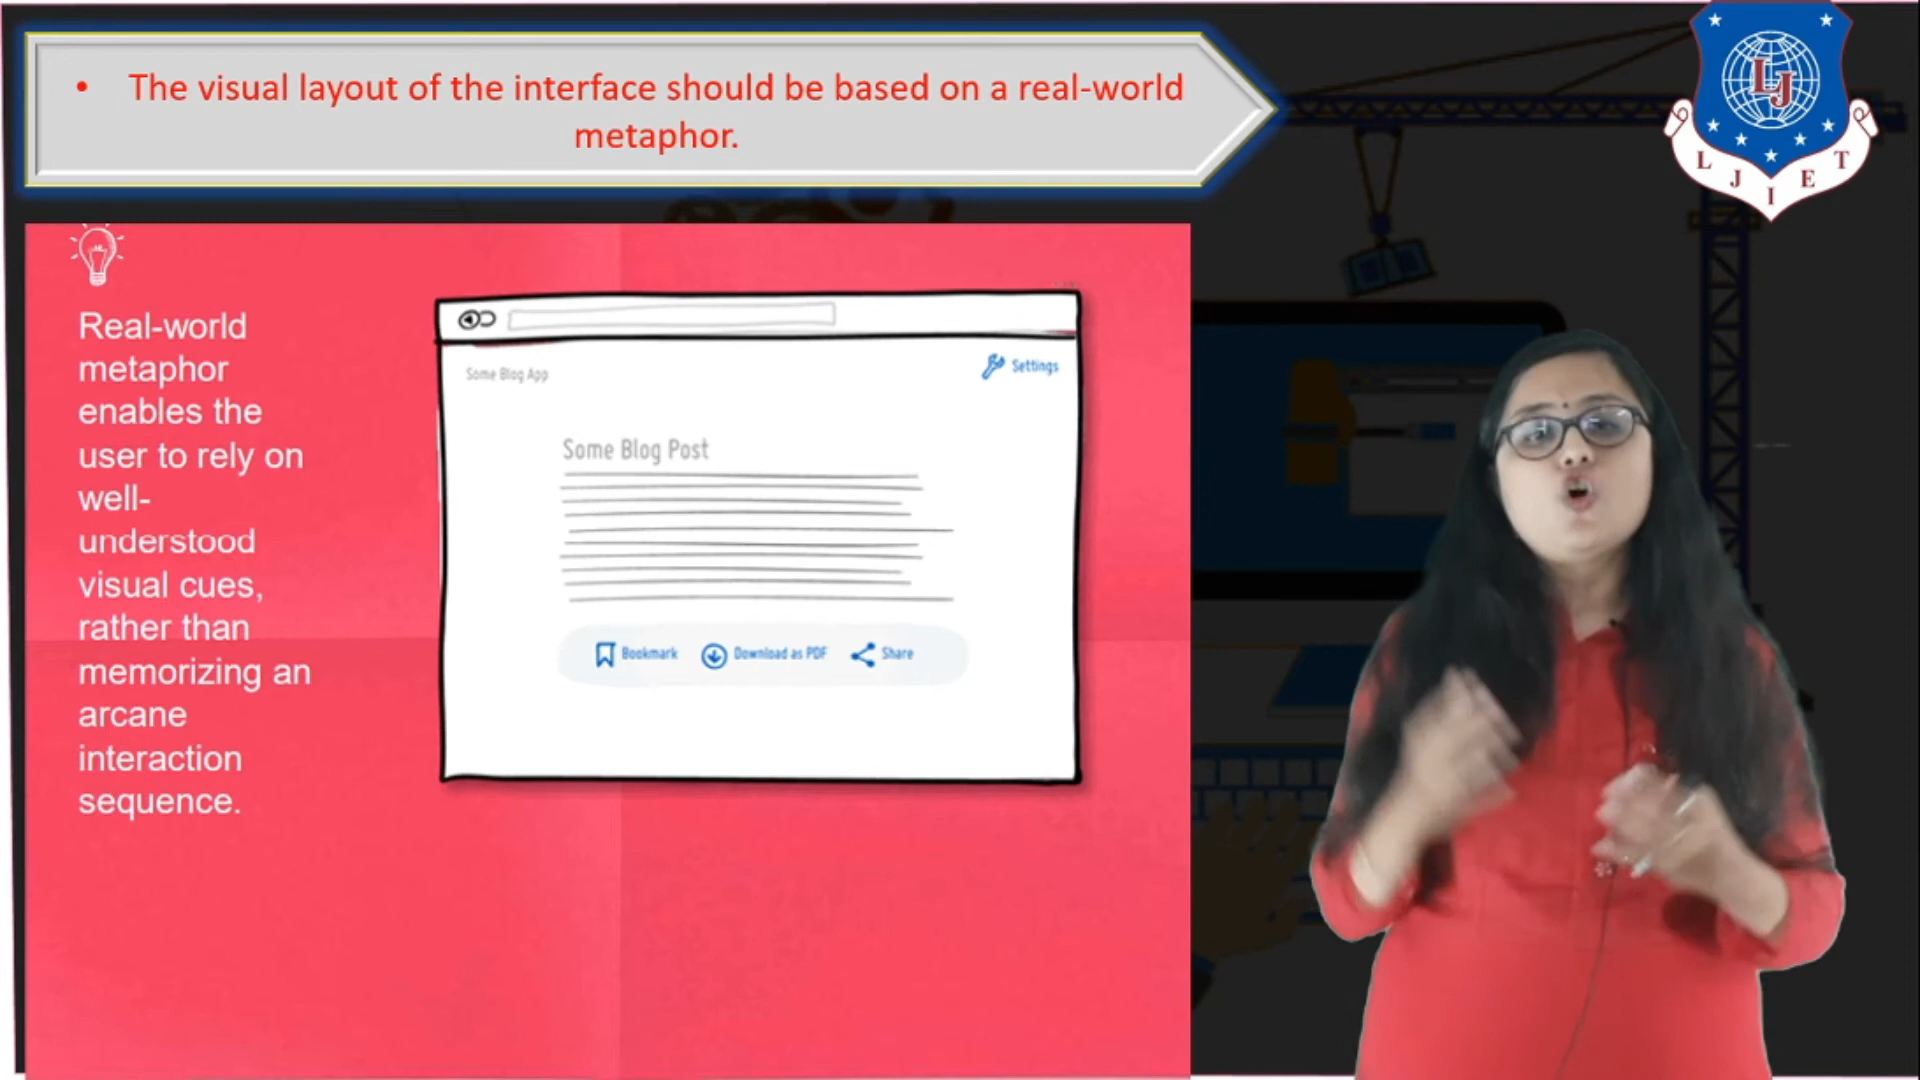 • The visual layout of the interface should be based on a real-world
metaphor.
LJ
L J I E T
Real-world
metaphor
enables the
user to rely on
well-
understood
visual cues,
rather than
memorizing an
arcane
interaction
sequence.
Some Blog App
Settings
Some Blog Post
Bookmark Download as PDF Share